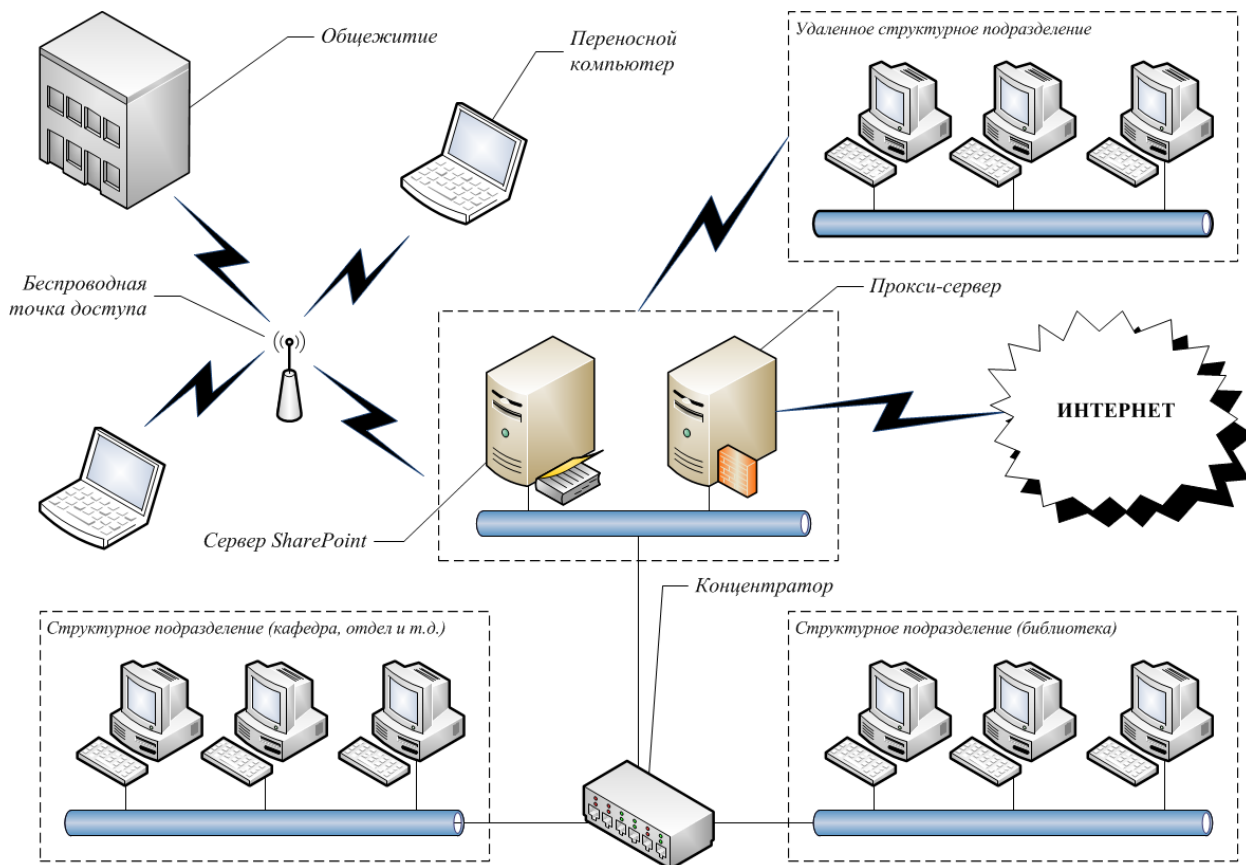 Общежитие
Переносной
компьютер
Удаленное структурное подразделение
Беспроводная
точка доступа
Прокси-сервер
ИНТЕРНЕТ
Сервер SharePoint
Концентратор
Структурное подразделение (кафедра, отдел и т.д.)
Структурное подразделение (библиотека)